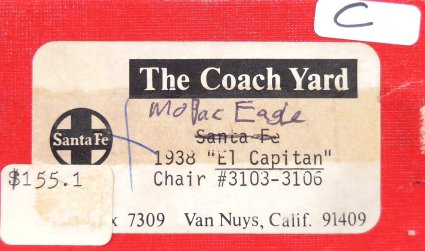 C
The Coach Yard
MoPac Eagle
Santa Fe
Santa Fe
1938 "El Capitan"
Chair #3103-3106
$155.1
x 7309 Van Nuys, Calif. 91409